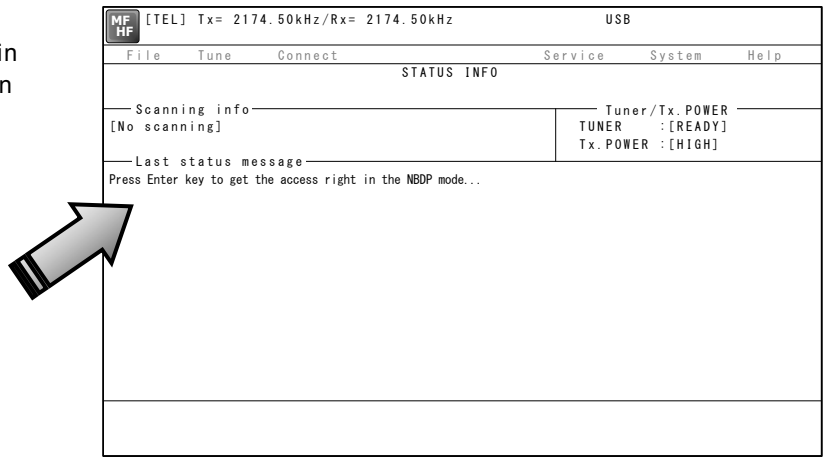 in
n
MF
HF
[TEL] Tx= 2174.50kHz/Rx= 2174.50kHz USB
File Tune Connect Service System Help
STATUS INFO
Scanning info
[No scanning]
Tuner/Tx.POWER
TUNER :[READY]
Tx.POWER :[HIGH]
Last status message
Press Enter key to get the access right in the NBDP mode...